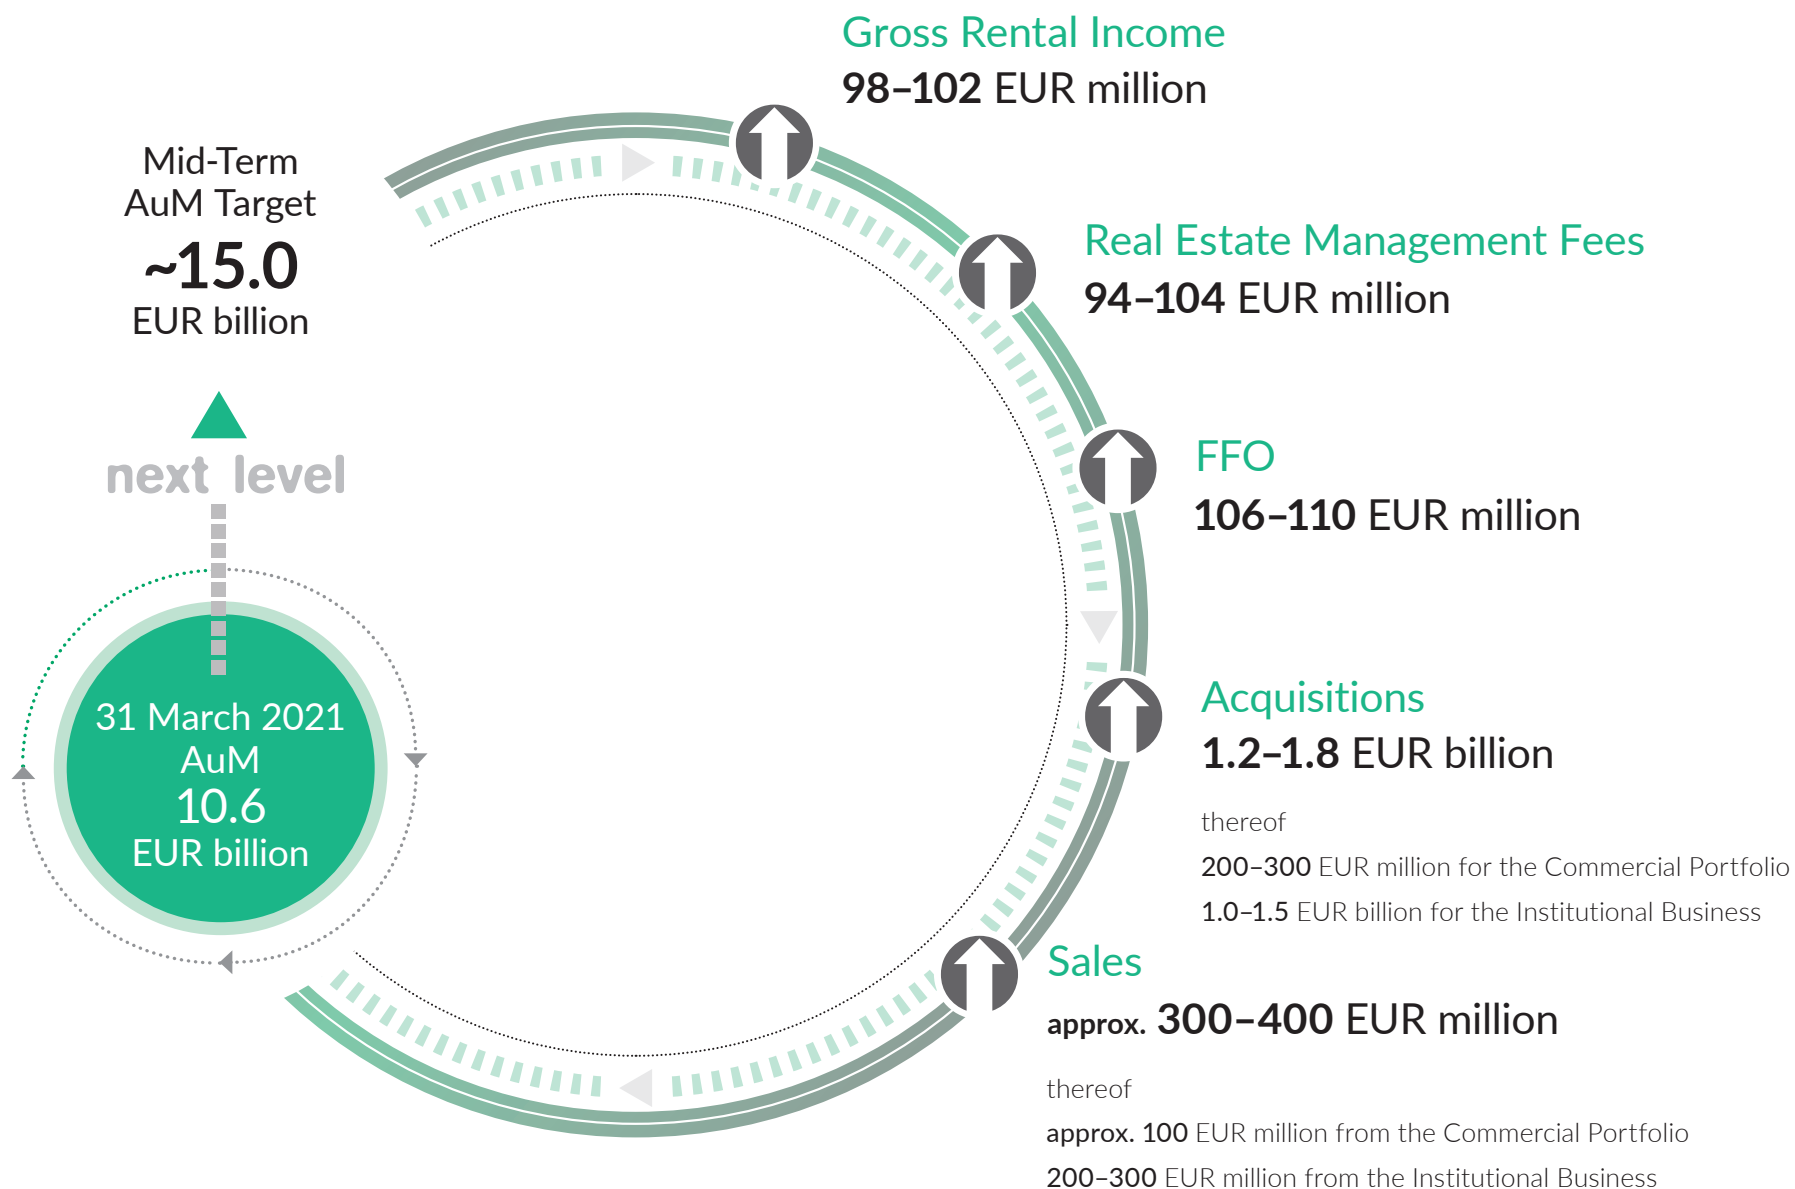 Mid-Term
AuM Target
~15.0
EUR billion
next level
31 March 2021
AuM
10.6
EUR billion
Gross Rental Income
98–102 EUR million
Real Estate Management Fees
94–104 EUR million
FFO
106–110 EUR million
Acquisitions
1.2–1.8 EUR billion
thereof
200–300 EUR million for the Commercial Portfolio
1.0–1.5 EUR billion for the Institutional Business
Sales
approx. 300–400 EUR million
thereof
approx. 100 EUR million from the Commercial Portfolio
200–300 EUR million from the Institutional Business